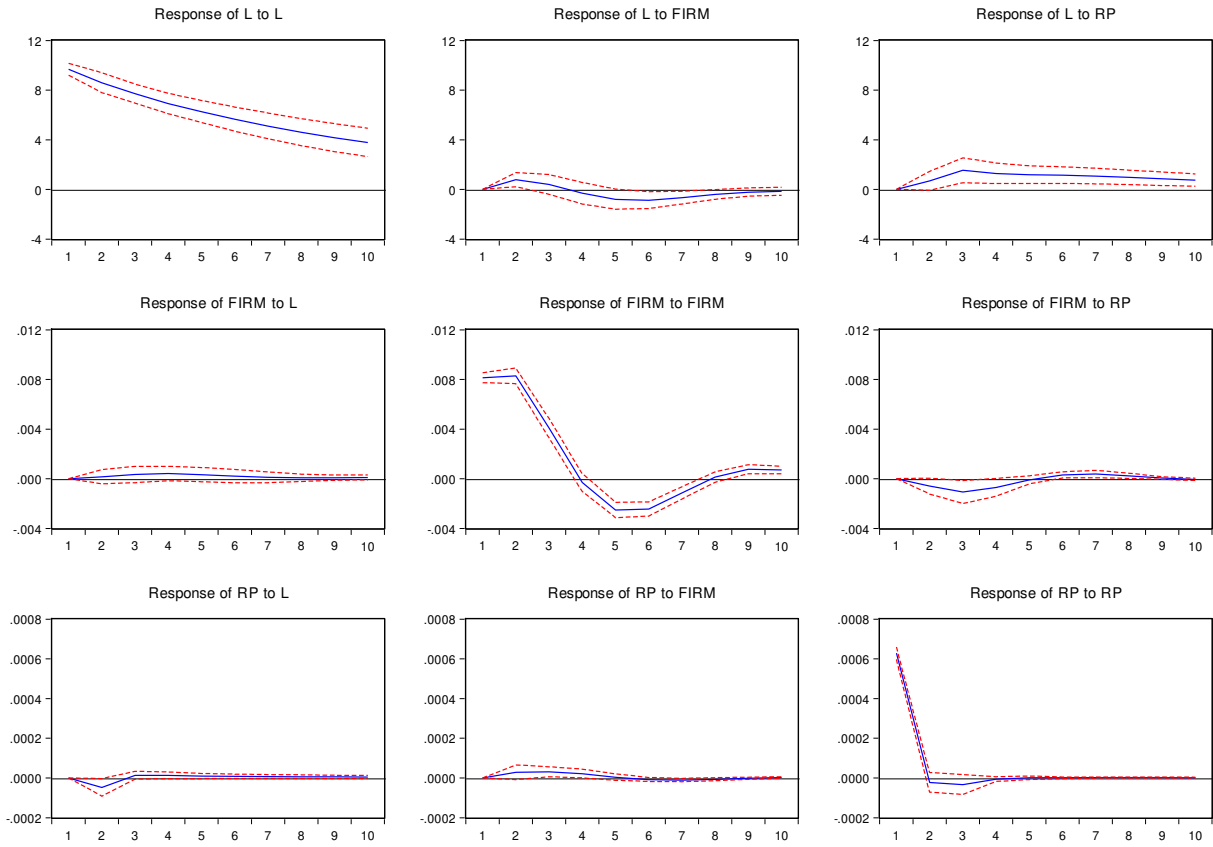 Response of L to L
12
8
4
0
-4
1 2 3 4 5 6 7 8 9 10
Response of L to FIRM
12
8
4
0
-4
1 2 3 4 5 6 7 8 9 10
Response of L to RP
12
8
4
0
-4
1 2 3 4 5 6 7 8 9 10
Response of FIRM to L
.012
.008
.004
.000
-.004
1 2 3 4 5 6 7 8 9 10
Response of FIRM to FIRM
.012
.008
.004
.000
-.004
1 2 3 4 5 6 7 8 9 10
Response of FIRM to RP
.012
.008
.004
.000
-.004
1 2 3 4 5 6 7 8 9 10
Response of RP to L
.0008
.0006
.0004
.0002
.0000
-.0002
1 2 3 4 5 6 7 8 9 10
Response of RP to FIRM
.0008
.0006
.0004
.0002
.0000
-.0002
1 2 3 4 5 6 7 8 9 10
Response of RP to RP
.0008
.0006
.0004
.0002
.0000
-.0002
1 2 3 4 5 6 7 8 9 10